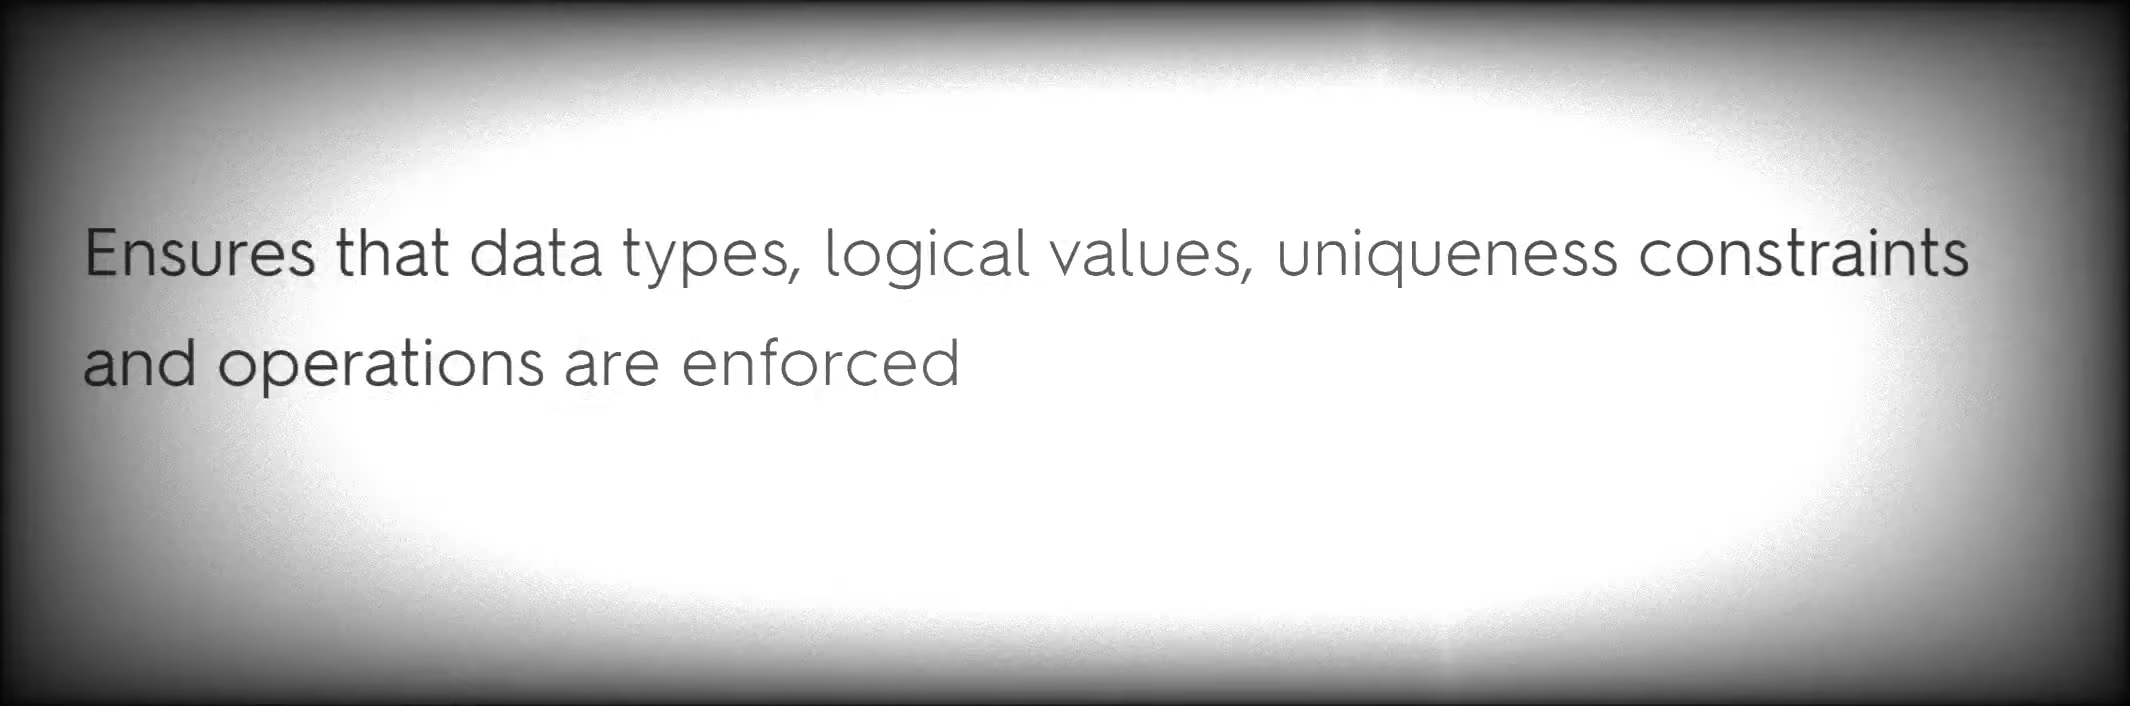 Ensures that data types, logical values, uniqueness constraints
and operations are enforced